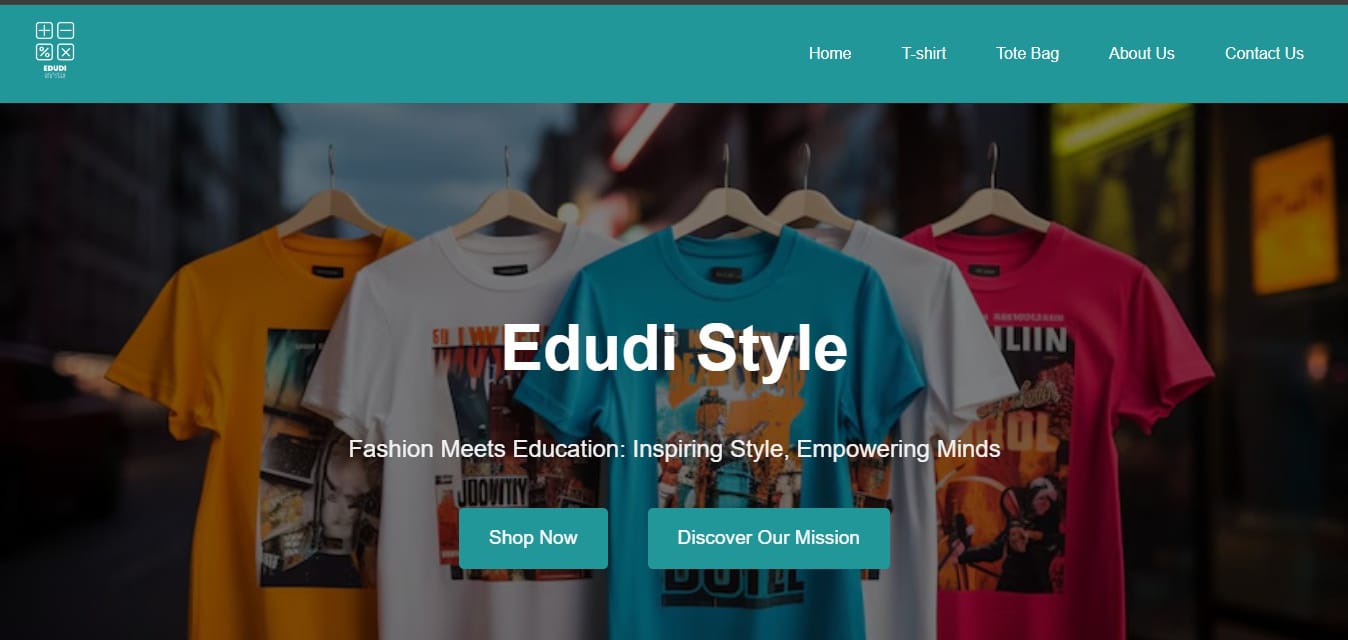 EDUDI
Home
T-shirt
Tote Bag
About Us
Contact Us
Edudi Style
Fashion Meets Education: Inspiring Style, Empowering Minds
Shop Now
Discover Our Mission